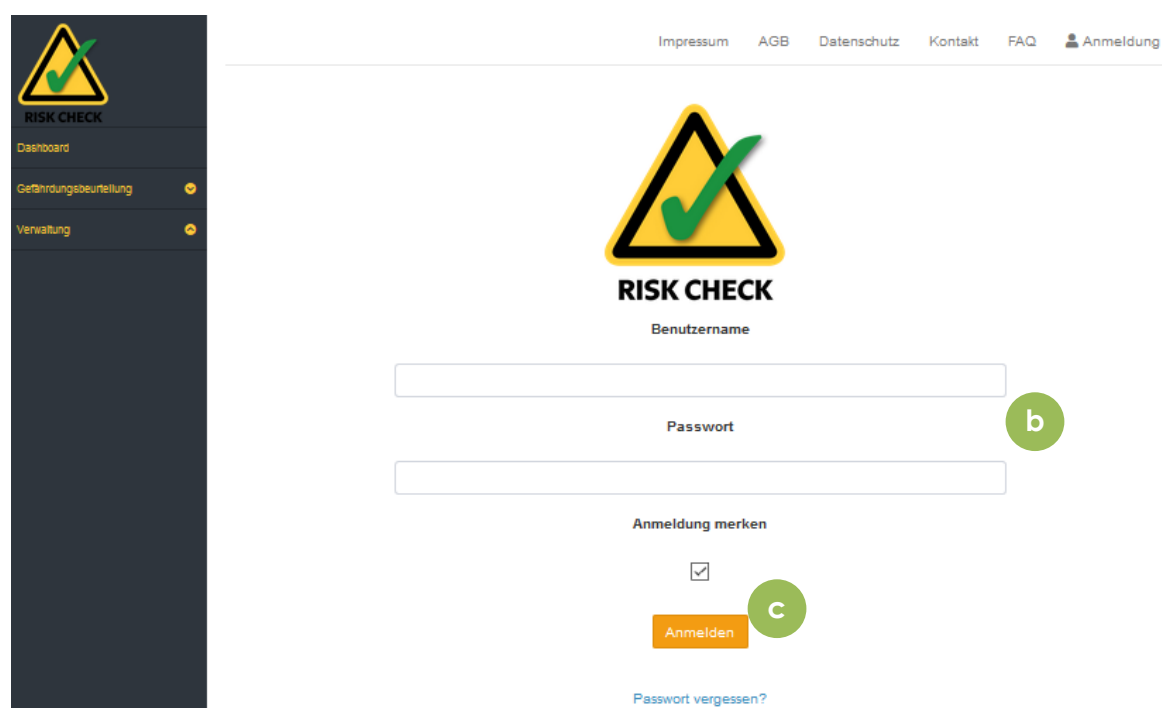 RISK CHECK
Dashboard
Gefährdungsbeurteilung
Verwaltung
Impressum AGB Datenschutz Kontakt FAQ Anmeldung
RISK CHECK
Benutzername
b
Passwort
Anmeldung merken
c
Anmelden
Passwort vergessen?